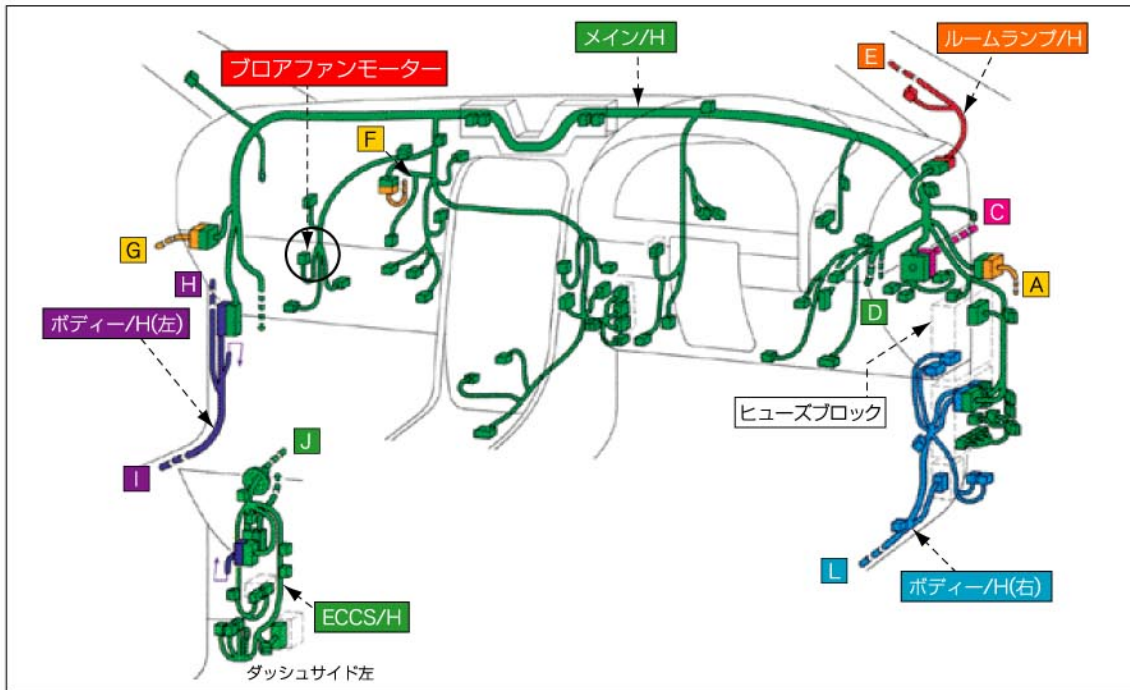 メイン/H
ルームランプ/H
ブロアファンモーター
E
F
C
G
A
H
D
ボディー/H(左)
ヒューズブロック
J
I
L
ボディー/H(右)
ECCS/H
ダッシュサイド左